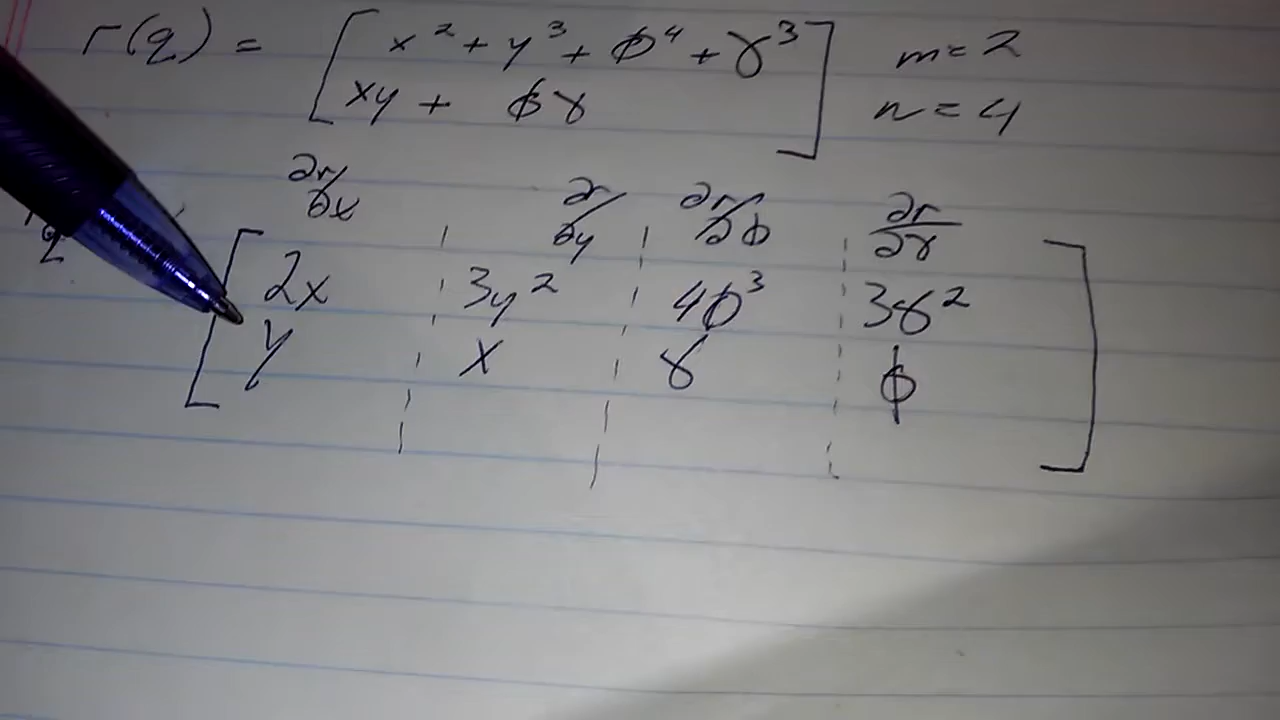 r(q) = [ x² + y³ + ϕ⁴ + γ³ m = 2
xy + ϕγ ] n = 4
∂r/∂x ∂r/∂y ∂r/∂ϕ ∂r/∂γ
q [ 2x 3y² 4ϕ³ 3γ²
y x γ ϕ ]